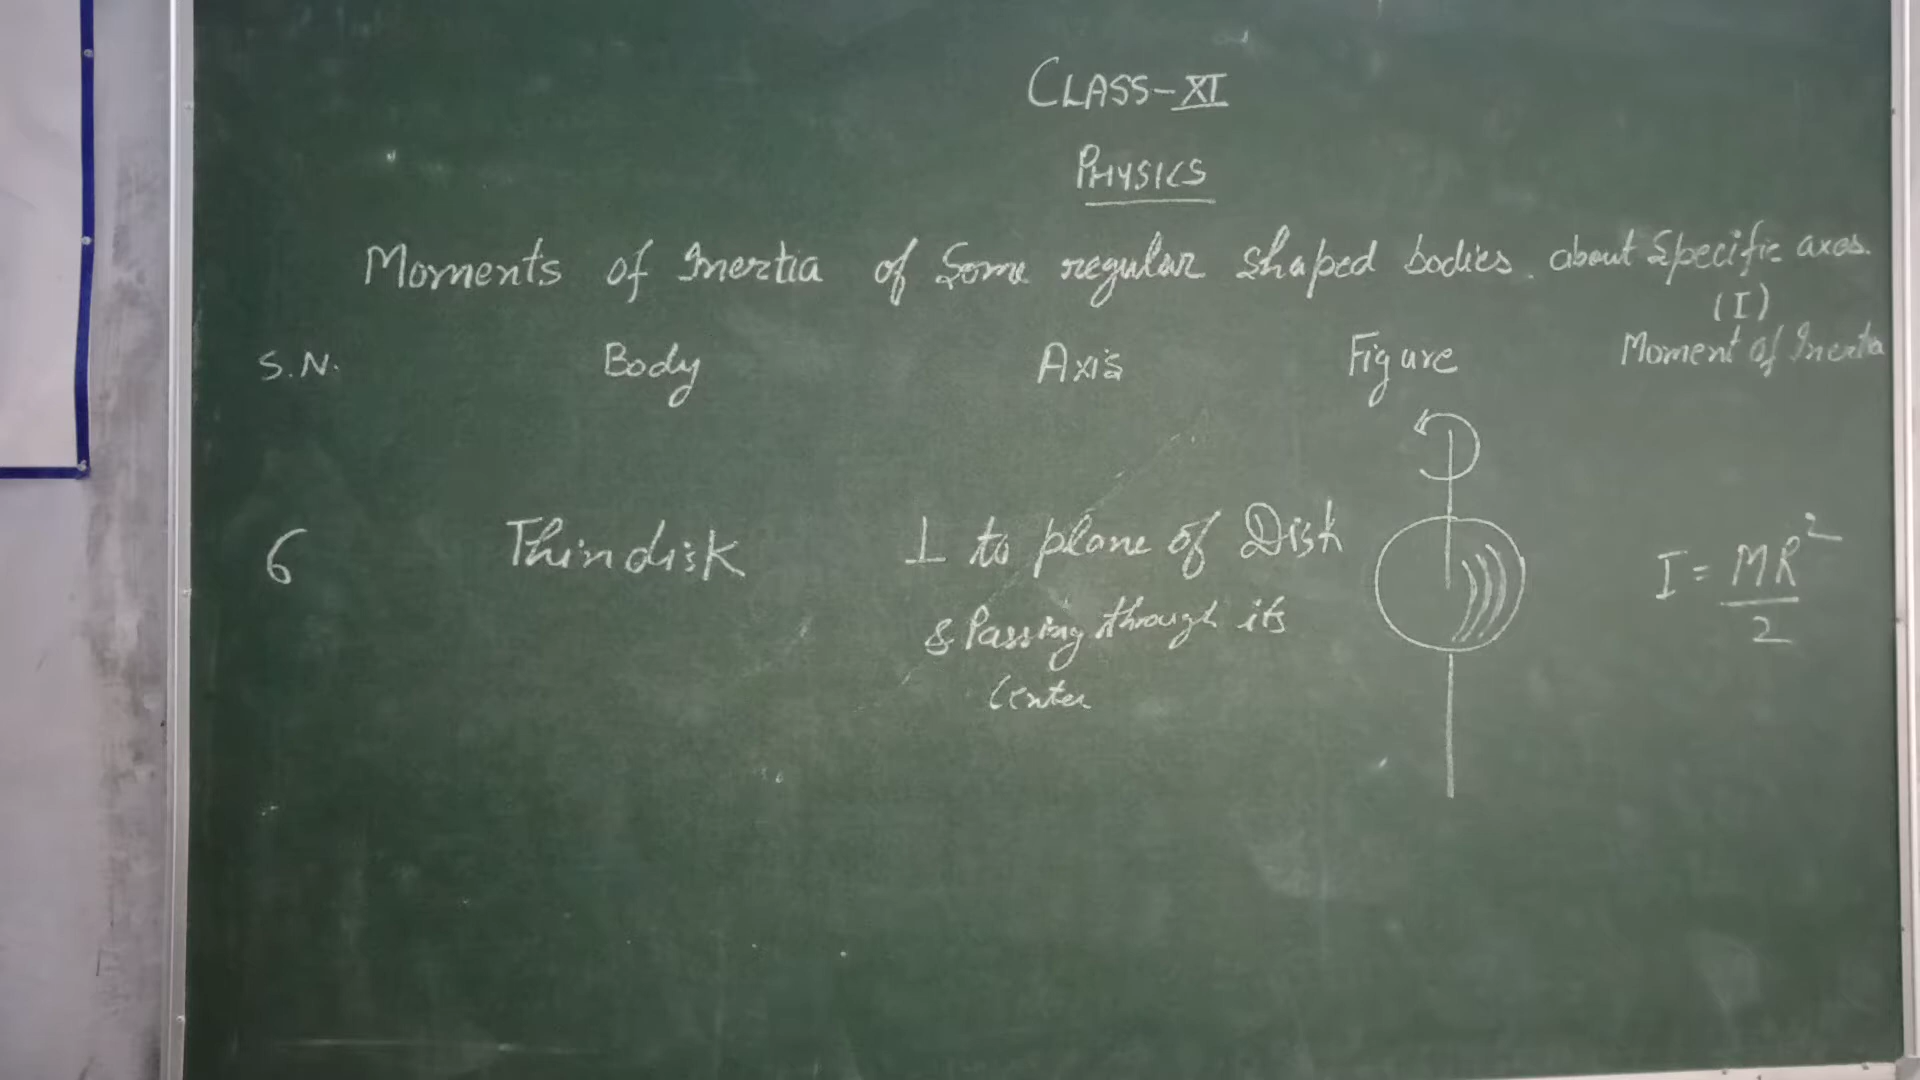 CLASS-XI
PHYSICS
Moments of Inertia of Some regular shaped bodies. about Specific axes.
(I)
S.N. Body Axis Figure Moment of Inertia
6 Thin disk ⊥ to plane of Disk I = MR²/2
& Passing through its
Center